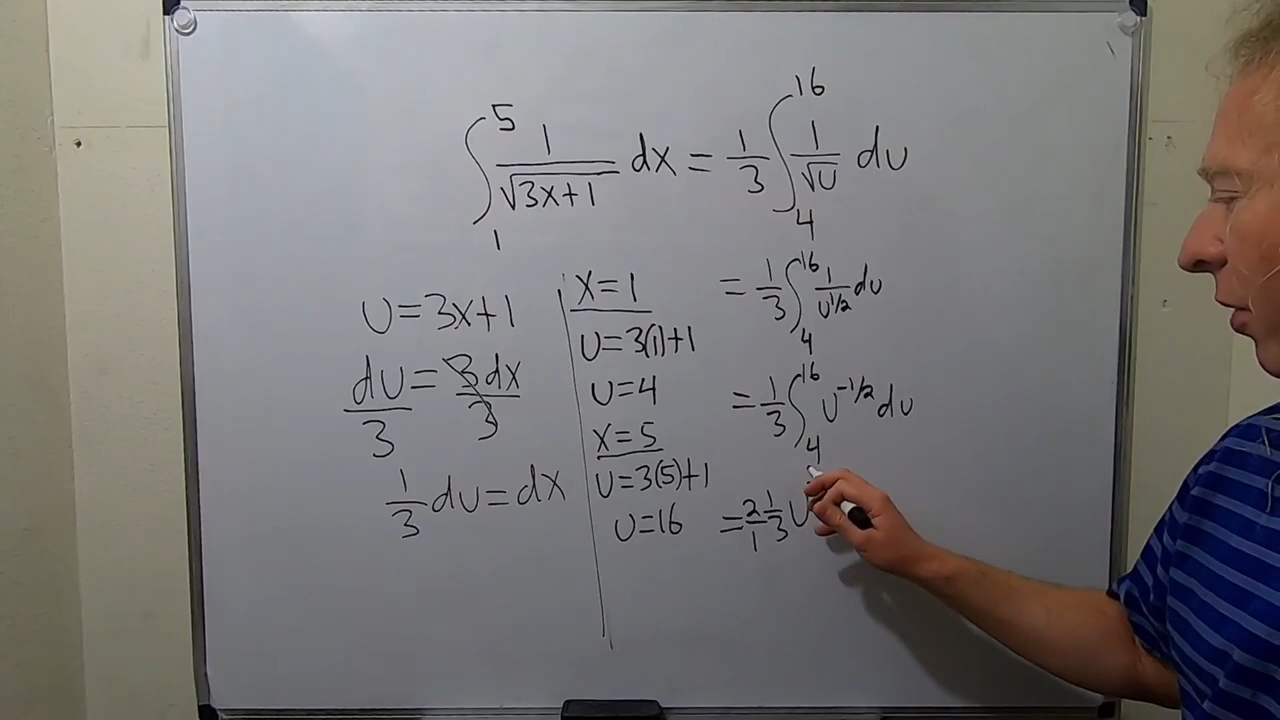 ∫₁⁵ 1/√(3x+1) dx = 1/3 ∫₄¹⁶ 1/√U du
U=3x+1
du/3 = 3dx/3
1/3 du = dx
x=1
U=3(1)+1
U=4
x=5
U=3(5)+1
U=16
= 1/3 ∫₄¹⁶ 1/U^1/2 du
= 1/3 ∫₄¹⁶ U^-1/2 du
= 2/1 1/3 U